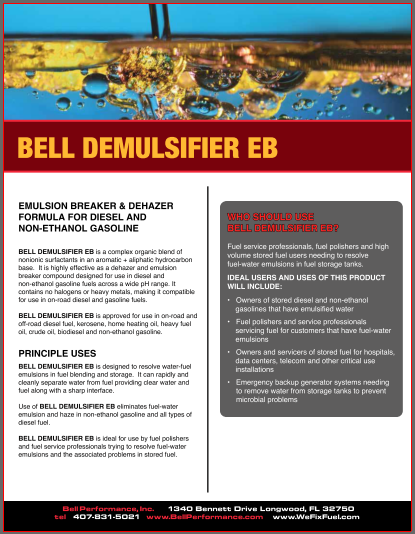 BELL DEMULSIFIER EB
EMULSION BREAKER & DEHAZER
FORMULA FOR DIESEL AND
NON-ETHANOL GASOLINE
BELL DEMULSIFIER EB is a complex organic blend of
nonionic surfactants in an aromatic + aliphatic hydrocarbon
base. It is highly effective as a dehazer and emulsion
breaker compound designed for use in diesel and
non-ethanol gasoline fuels across a wide pH range. It
contains no halogens or heavy metals, making it compatible
for use in on-road diesel and gasoline fuels.
BELL DEMULSIFIER EB is approved for use in on-road and
off-road diesel fuel, kerosene, home heating oil, heavy fuel
oil, crude oil, biodiesel and non-ethanol gasoline.
PRINCIPLE USES
BELL DEMULSIFIER EB is designed to resolve water-fuel
emulsions in fuel blending and storage. It can rapidly and
cleanly separate water from fuel providing clear water and
fuel along with a sharp interface.
Use of BELL DEMULSIFIER EB eliminates fuel-water
emulsion and haze in non-ethanol gasoline and all types of
diesel fuel.
BELL DEMULSIFIER EB is ideal for use by fuel polishers
and fuel service professionals trying to resolve fuel-water
emulsions and the associated problems in stored fuel.
WHO SHOULD USE
BELL DEMULSIFIER EB?
Fuel service professionals, fuel polishers and high
volume stored fuel users needing to resolve
fuel-water emulsions in fuel storage tanks.
IDEAL USERS AND USES OF THIS PRODUCT
WILL INCLUDE:
• Owners of stored diesel and non-ethanol
gasolines that have emulsified water
• Fuel polishers and service professionals
servicing fuel for customers that have fuel-water
emulsions
• Owners and servicers of stored fuel for hospitals,
data centers, telecom and other critical use
installations
• Emergency backup generator systems needing
to remove water from storage tanks to prevent
microbial problems
Bell Performance, Inc. 1340 Bennett Drive Longwood, FL 32750
tel 407-831-5021 www.BellPerformance.com www.WeFixFuel.com